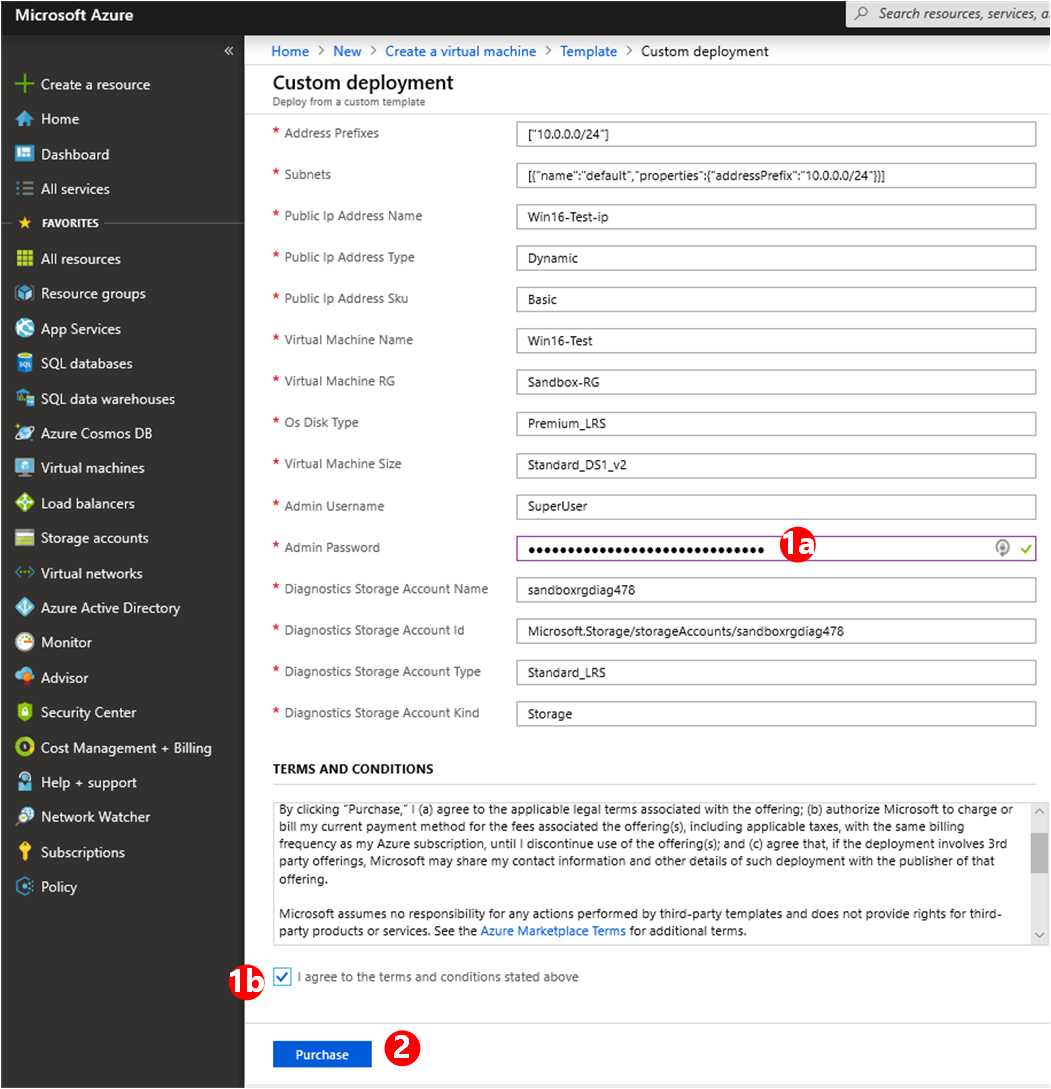 Microsoft Azure
Search resources, services, a
«
Home > New > Create a virtual machine > Template > Custom deployment
Custom deployment
Deploy from a custom template
Create a resource
Home
Dashboard
All services
FAVORITES
All resources
Resource groups
App Services
SQL databases
SQL data warehouses
Azure Cosmos DB
Virtual machines
Load balancers
Storage accounts
Virtual networks
Azure Active Directory
Monitor
Advisor
Security Center
Cost Management + Billing
Help + support
Network Watcher
Subscriptions
Policy
* Address Prefixes ["10.0.0.0/24"]
* Subnets [{"name":"default","properties":{"addressPrefix":"10.0.0.0/24"}}]
* Public Ip Address Name Win16-Test-ip
* Public Ip Address Type Dynamic
* Public Ip Address Sku Basic
* Virtual Machine Name Win16-Test
* Virtual Machine RG Sandbox-RG
* Os Disk Type Premium_LRS
* Virtual Machine Size Standard_DS1_v2
* Admin Username SuperUser
* Admin Password •••••••••••••••••••••••••••••• 1a
* Diagnostics Storage Account Name sandboxrgdiag478
* Diagnostics Storage Account Id Microsoft.Storage/storageAccounts/sandboxrgdiag478
* Diagnostics Storage Account Type Standard_LRS
* Diagnostics Storage Account Kind Storage
TERMS AND CONDITIONS
By clicking "Purchase," I (a) agree to the applicable legal terms associated with the offering; (b) authorize Microsoft to charge or
bill my current payment method for the fees associated the offering(s), including applicable taxes, with the same billing
frequency as my Azure subscription, until I discontinue use of the offering(s); and (c) agree that, if the deployment involves 3rd
party offerings, Microsoft may share my contact information and other details of such deployment with the publisher of that
offering.
Microsoft assumes no responsibility for any actions performed by third-party templates and does not provide rights for third-
party products or services. See the Azure Marketplace Terms for additional terms.
1b I agree to the terms and conditions stated above
Purchase 2